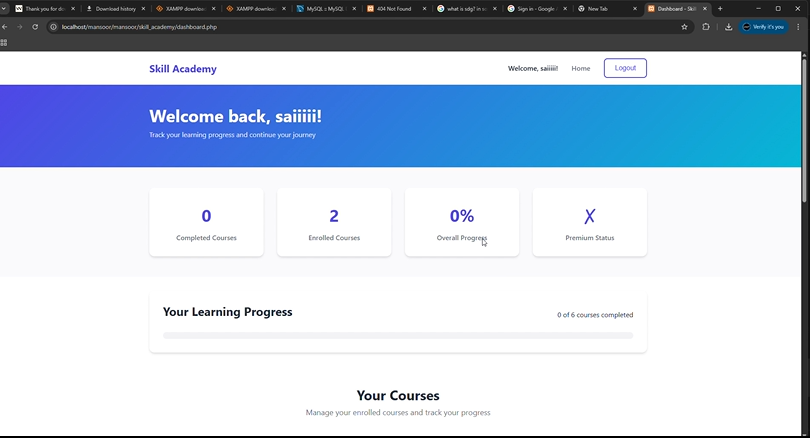 Thank you for do
Download history
XAMPP downloa
XAMPP downloa
MySQL :: MySQL
404 Not Found
what is sdg? in so
Sign in - Google
New Tab
Dashboard - Skil
localhost/mansoor/mansoor/skill_academy/dashboard.php
Verify it's you
Skill Academy
Welcome, saiiiii!
Home
Logout
Welcome back, saiiiii!
Track your learning progress and continue your journey
0
Completed Courses
2
Enrolled Courses
0%
Overall Progress
✗
Premium Status
Your Learning Progress
0 of 6 courses completed
Your Courses
Manage your enrolled courses and track your progress